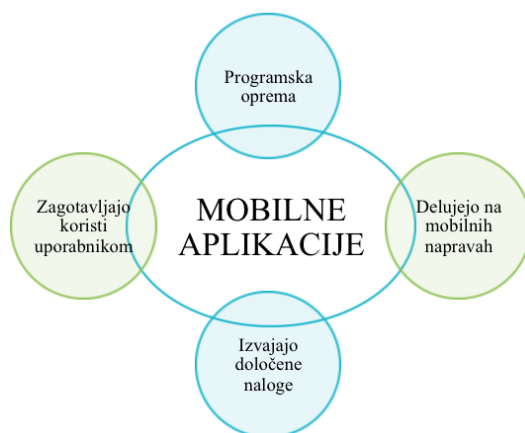 Programska
oprema
Zagotavljajo
koristi
uporabnikom
MOBILNE
APLIKACIJE
Delujejo na
mobilnih
napravah
Izvajajo
določene
naloge